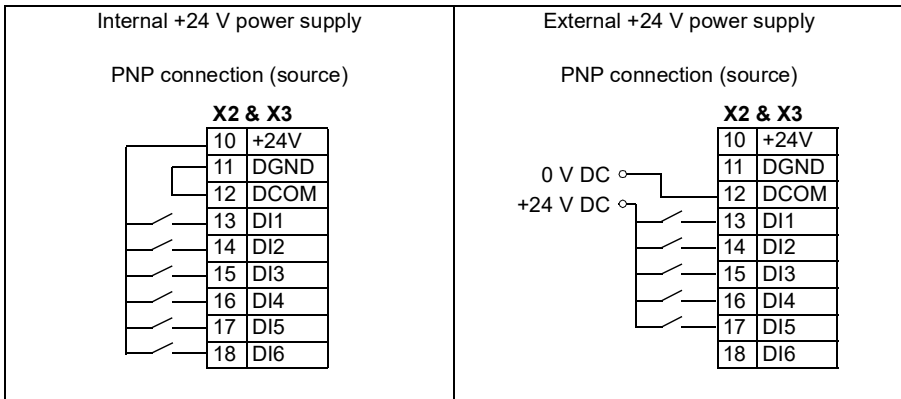 Internal +24 V power supply
PNP connection (source)
X2 & X3
10 +24V
11 DGND
12 DCOM
13 DI1
14 DI2
15 DI3
16 DI4
17 DI5
18 DI6
External +24 V power supply
PNP connection (source)
X2 & X3
10 +24V
11 DGND
0 V DC
12 DCOM
+24 V DC
13 DI1
14 DI2
15 DI3
16 DI4
17 DI5
18 DI6